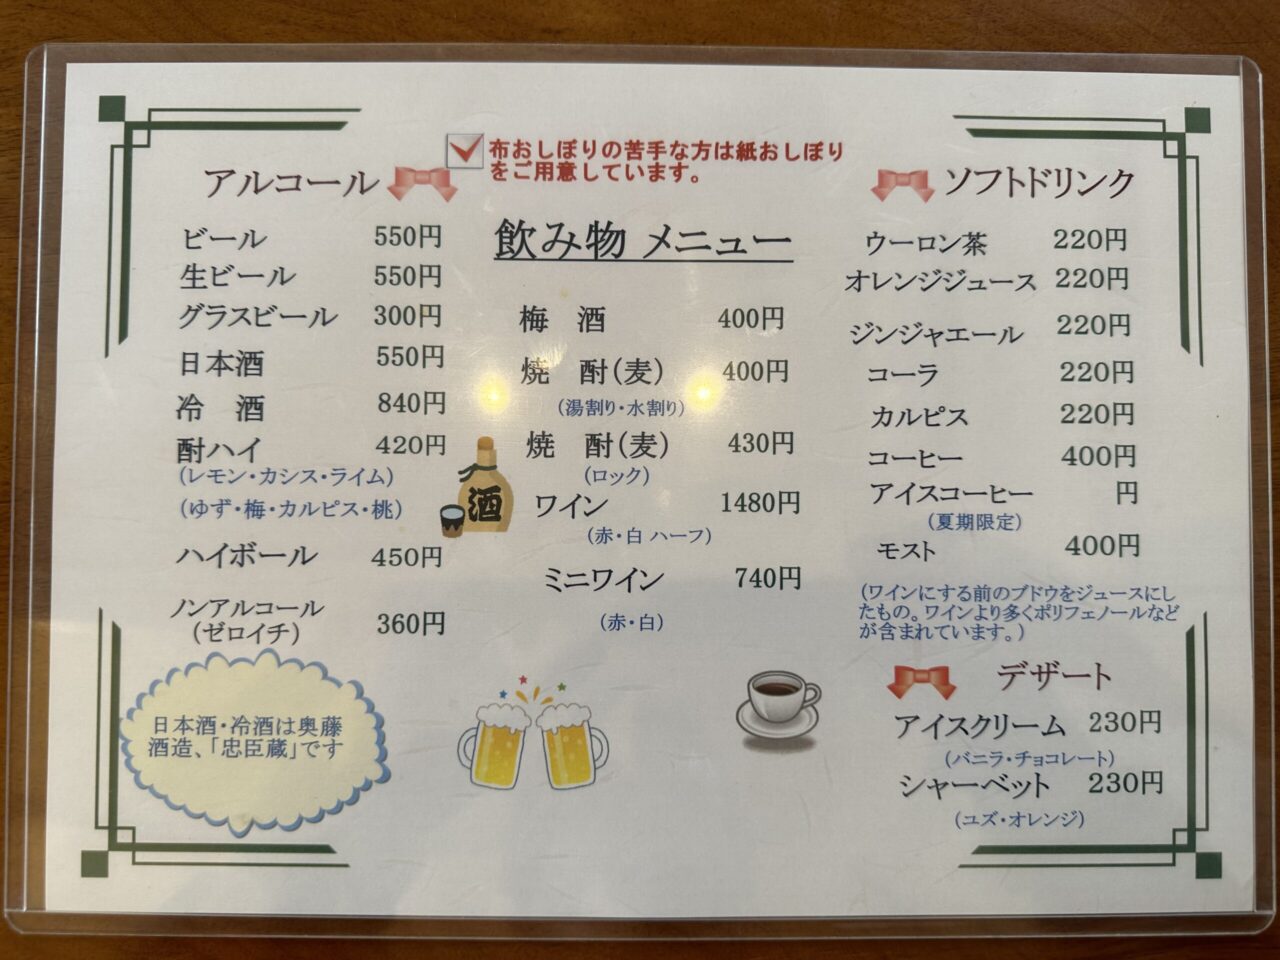 布おしぼりの苦手な方は紙おしぼり
をご用意しています。
飲み物 メニュー
アルコール
ビール 550円
生ビール 550円
グラスビール 300円
日本酒 550円
冷 酒 840円
酎ハイ 420円
(レモン・カシス・ライム)
(ゆず・梅・カルピス・桃)
ハイボール 450円
ノンアルコール
(ゼロイチ) 360円
日本酒・冷酒は奥藤
酒造、「忠臣蔵」です
梅 酒 400円
焼 酎(麦) 400円
(湯割り・水割り)
焼 酎(麦) 430円
(ロック)
ワイン 1480円
(赤・白 ハーフ)
ミニワイン 740円
(赤・白)
酒
ソフトドリンク
ウーロン茶 220円
オレンジジュース 220円
ジンジャエール 220円
コーラ 220円
カルピス 220円
コーヒー 400円
アイスコーヒー 円
(夏期限定)
モスト 400円
(ワインにする前のブドウをジュースにし
たもの。ワインより多くポリフェノールなど
が含まれています。)
デザート
アイスクリーム 230円
(バニラ・チョコレート)
シャーベット 230円
(ユズ・オレンジ)